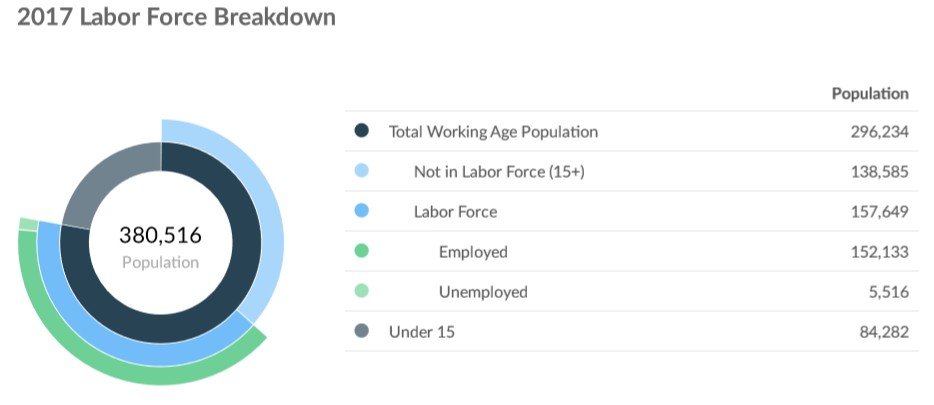 2017 Labor Force Breakdown
Population
Total Working Age Population 296,234
Not in Labor Force (15+) 138,585
Labor Force 157,649
Employed 152,133
Unemployed 5,516
Under 15 84,282
380,516
Population